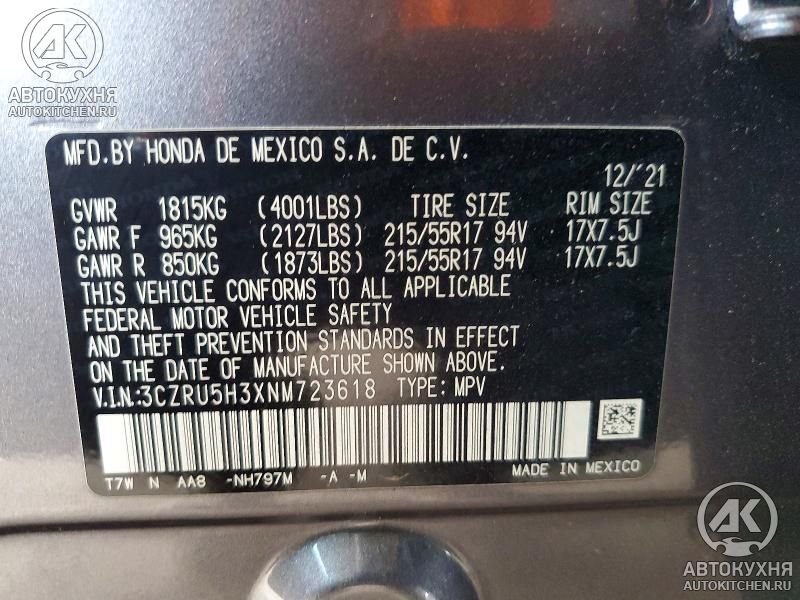 АК
АВТОКУХНЯ
AUTOKITCHEN.RU
MFD.BY HONDA DE MEXICO S.A. DE C.V.
12/'21
GVWR 1815KG (4001LBS) TIRE SIZE RIM SIZE
GAWR F 965KG (2127LBS) 215/55R17 94V 17X7.5J
GAWR R 850KG (1873LBS) 215/55R17 94V 17X7.5J
THIS VEHICLE CONFORMS TO ALL APPLICABLE
FEDERAL MOTOR VEHICLE SAFETY
AND THEFT PREVENTION STANDARDS IN EFFECT
ON THE DATE OF MANUFACTURE SHOWN ABOVE.
V.I.N.:3CZRU5H3XNM723618 TYPE: MPV
T7W N AA8 -NH797M -A -M MADE IN MEXICO
АК
АВТОКУХНЯ
AUTOKITCHEN.RU